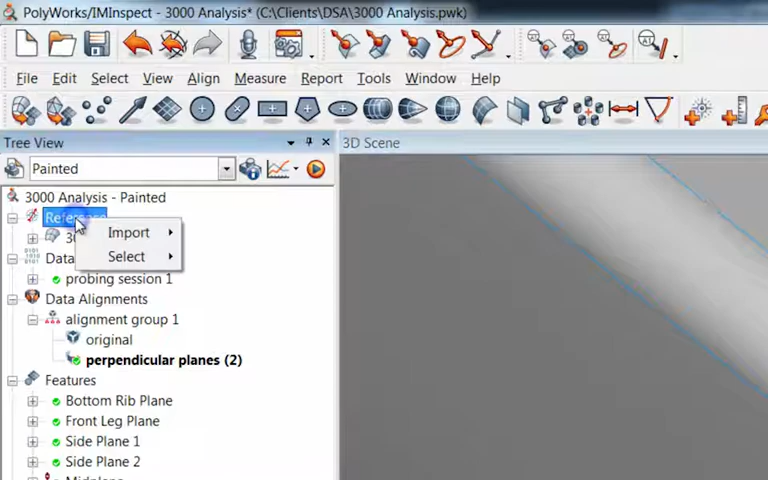 PolyWorks/IMInspect - 3000 Analysis* (C:\Clients\DSA\3000 Analysis.pwk)
File Edit Select View Align Measure Report Tools Window Help
Tree View
3D Scene
Painted
3000 Analysis - Painted
Import
Select
Data
probing session 1
Data Alignments
alignment group 1
original
perpendicular planes (2)
Features
Bottom Rib Plane
Front Leg Plane
Side Plane 1
Side Plane 2